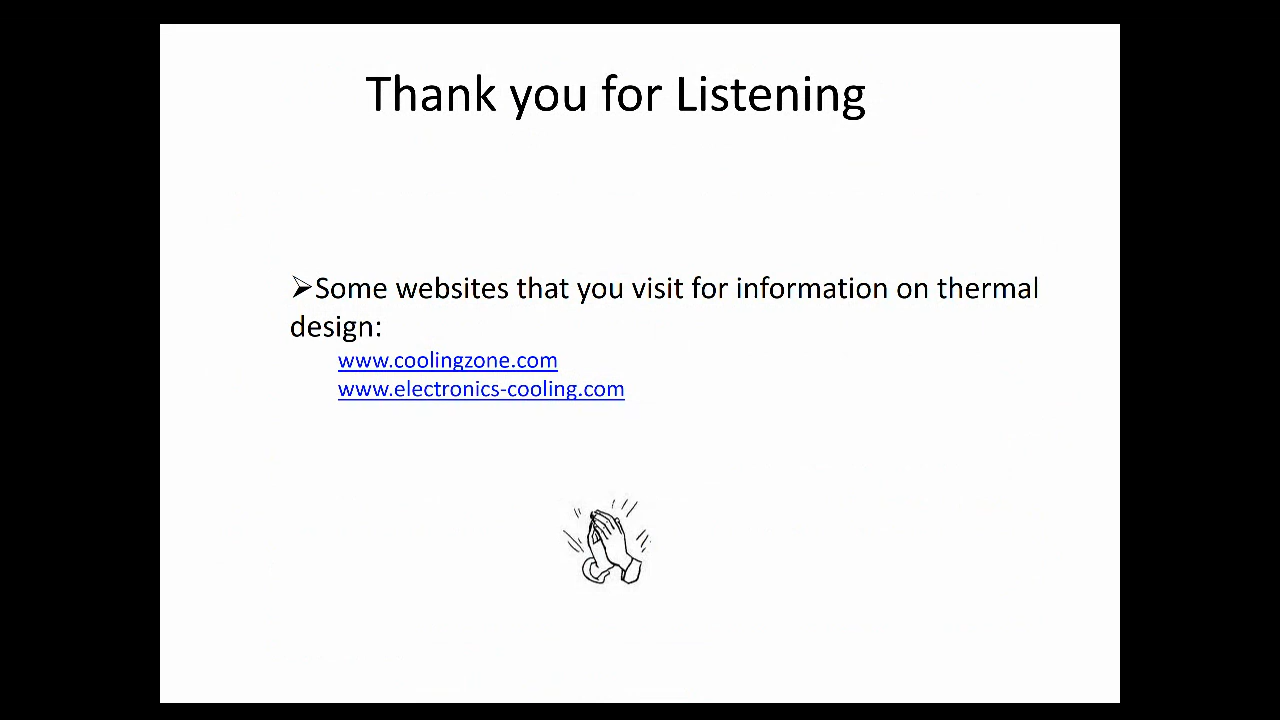 Thank you for Listening
➢Some websites that you visit for information on thermal
design:
www.coolingzone.com
www.electronics-cooling.com